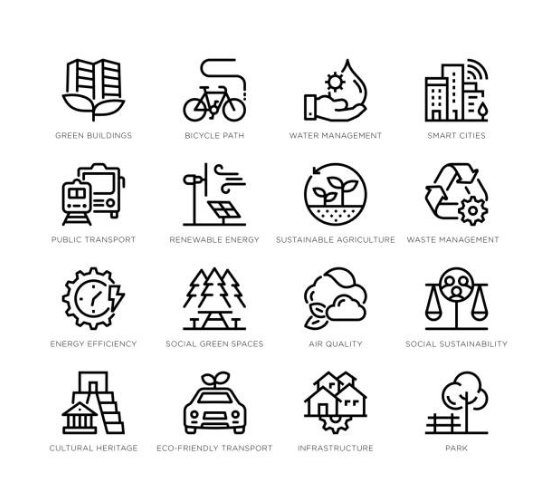 GREEN BUILDINGS
BICYCLE PATH
WATER MANAGEMENT
SMART CITIES
PUBLIC TRANSPORT
RENEWABLE ENERGY
SUSTAINABLE AGRICULTURE
WASTE MANAGEMENT
ENERGY EFFICIENCY
SOCIAL GREEN SPACES
AIR QUALITY
SOCIAL SUSTAINABILITY
CULTURAL HERITAGE
ECO-FRIENDLY TRANSPORT
INFRASTRUCTURE
PARK